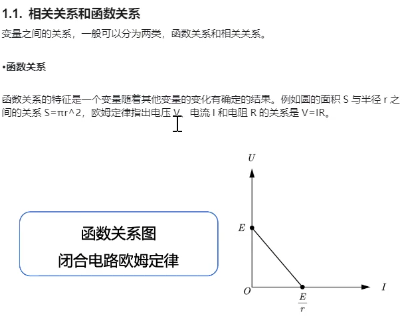 1.1. 相关关系和函数关系
变量之间的关系，一般可以分为两类，函数关系和相关关系。
•函数关系
函数关系的特征是一个变量随着其他变量的变化有确定的结果。例如圆的面积 S 与半径 r 之
间的关系 S=πr^2，欧姆定律指出电压 V、电流 I 和电阻 R 的关系是 V=IR。
函数关系图
闭合电路欧姆定律
U
E
O
E
r
I